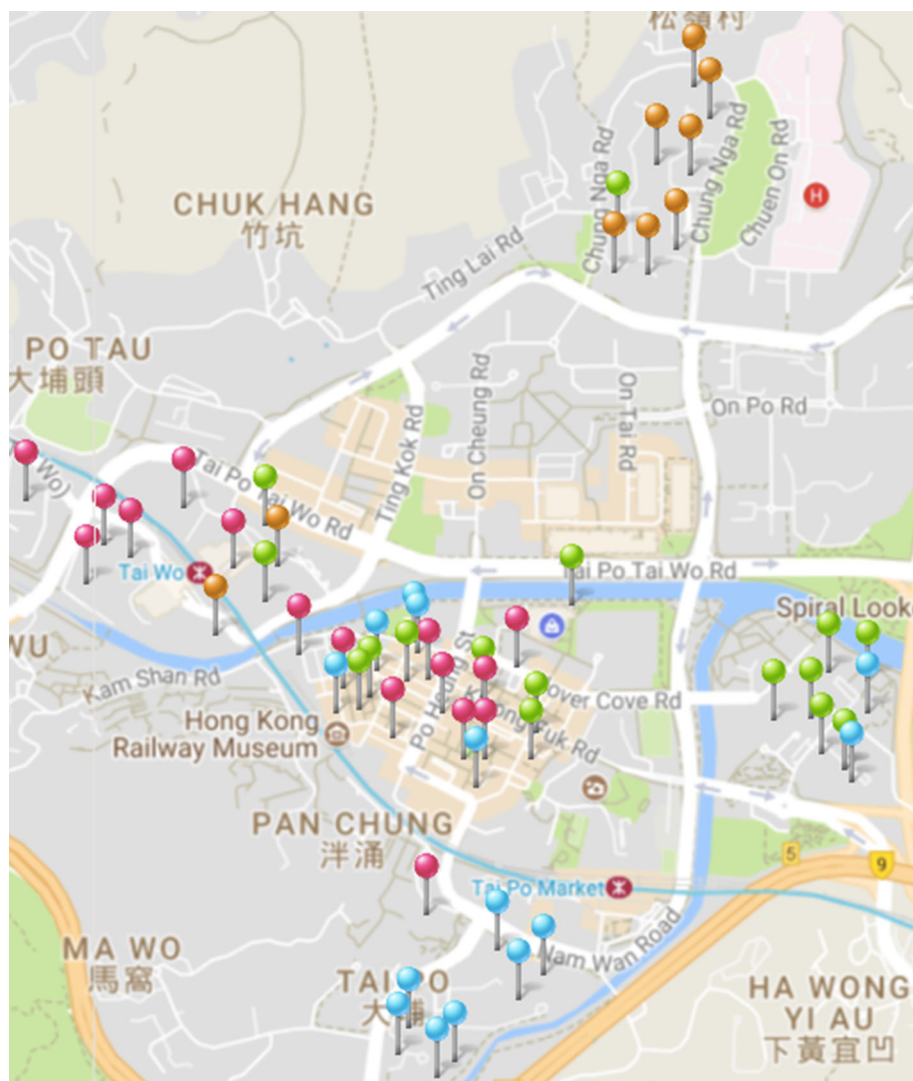 松嶺村
Chung Nga Rd
Chung Nga Rd
Chuen On Rd
H
CHUK HANG
竹坑
Ting Lai Rd
PO TAU
大埔頭
On Cheung Rd
On Tai Rd
On Po Rd
Ting Kok Rd
Tai Po Tai Wo Rd
Wo)
Tai Wo
Tai Po Tai Wo Rd
Spiral Look
WU
Kam Shan Rd
over Cove Rd
Hong Kong
Railway Museum
Po H
Kwong Fuk Rd
PAN CHUNG
泮涌
5
9
Tai Po Market
Nam Wan Road
MA WO
馬窩
TAI PO
大埔
HA WONG
YI AU
下黃宜凹